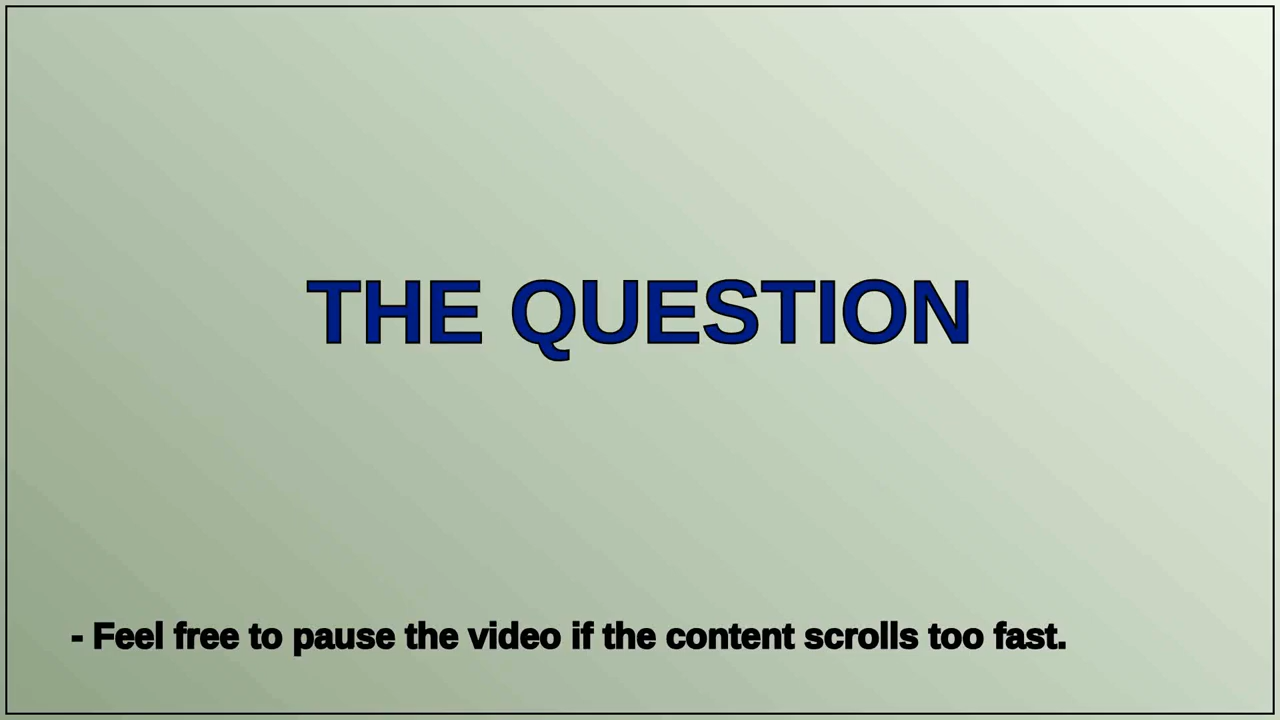 THE QUESTION
- Feel free to pause the video if the content scrolls too fast.